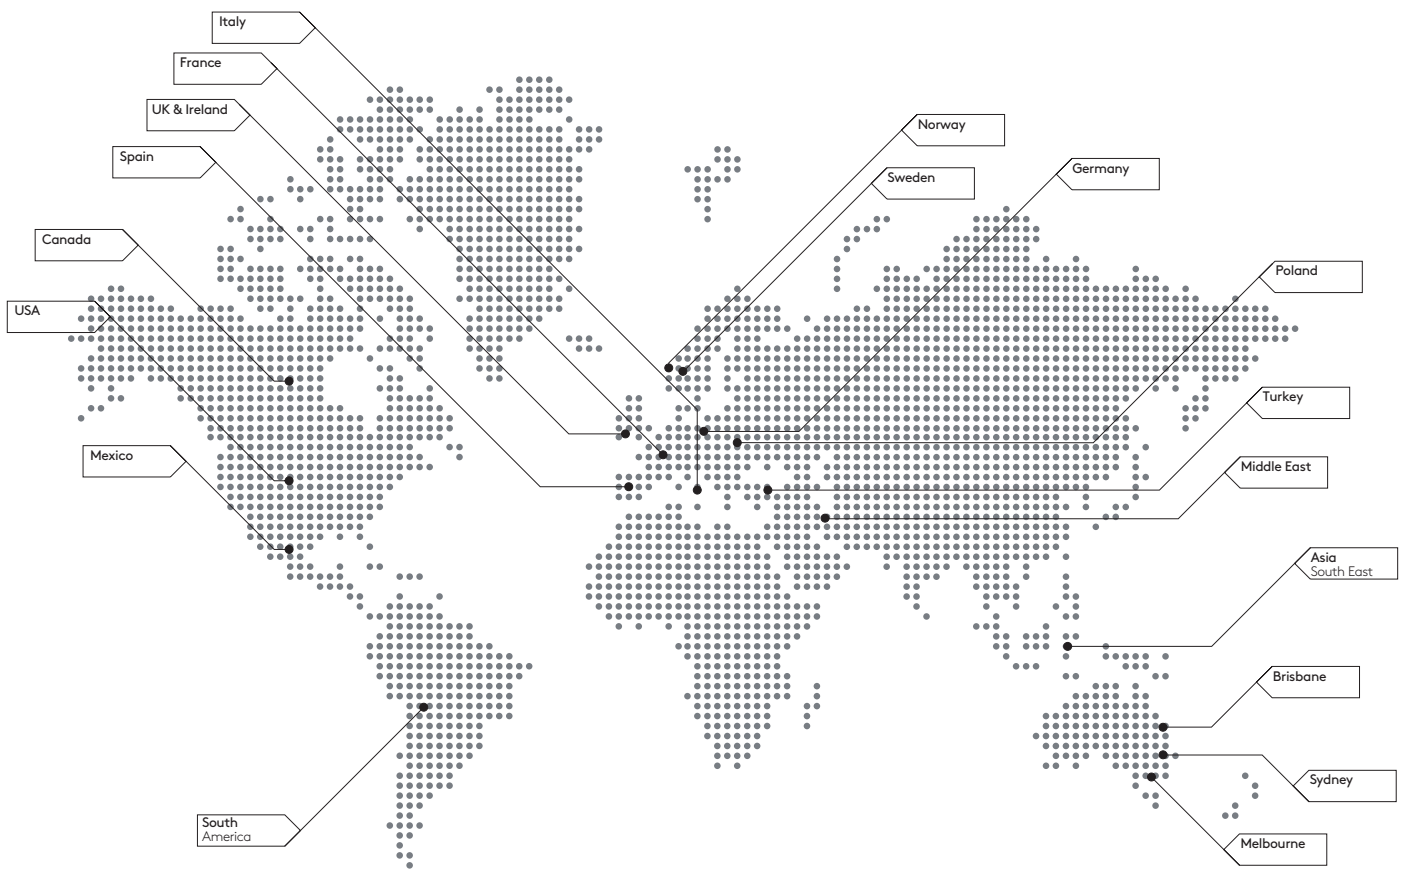 Italy
France
UK & Ireland
Spain
Canada
USA
Mexico
South
America
Norway
Sweden
Germany
Poland
Turkey
Middle East
Asia
South East
Brisbane
Sydney
Melbourne